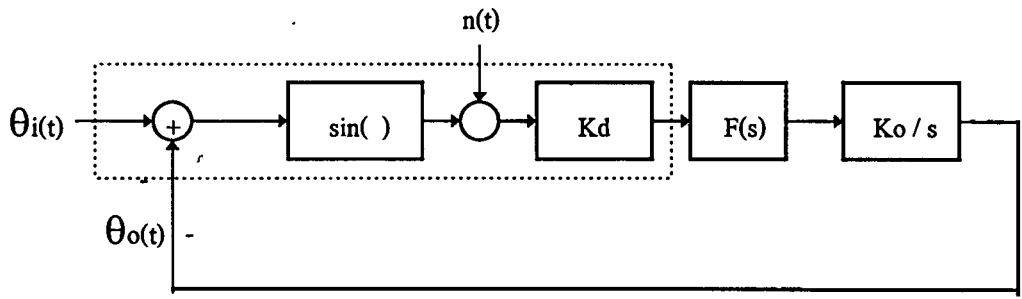 n(t)
θi(t)
+
sin( )
Kd
F(s)
Ko / s
θo(t)
-